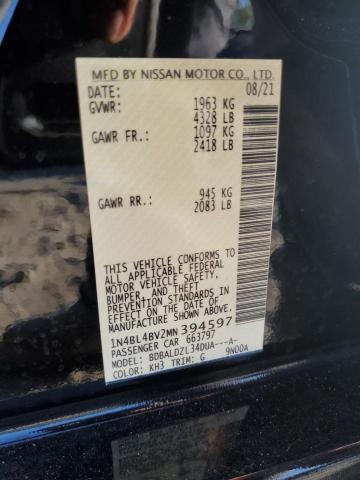 MFD BY NISSAN MOTOR CO., LTD.
DATE: 08/21
GVWR: 1963 KG
4328 LB
GAWR FR: 1097 KG
2418 LB
GAWR RR.: 945 KG
2083 LB
THIS VEHICLE CONFORMS TO
ALL APPLICABLE FEDERAL
MOTOR VEHICLE SAFETY,
BUMPER, AND THEFT
PREVENTION STANDARDS IN
EFFECT ON THE DATE OF
MANUFACTURE SHOWN ABOVE.
1N4BL4BV2MN394597
PASSENGER CAR 663797
MODEL: BDBALDZL34DUA---A-
COLOR: KH3 TRIM: G 9N00A